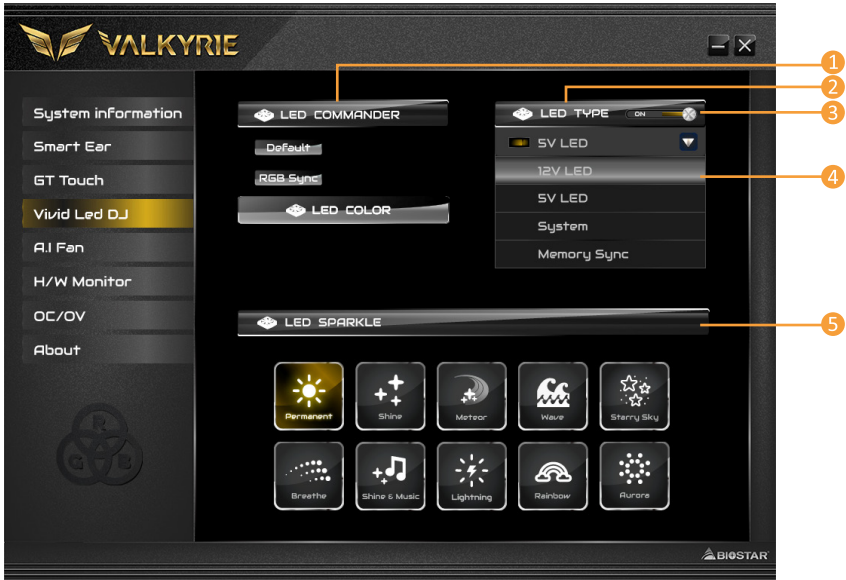 VALKYRIE
1
2
3
4
5
System information
Smart Ear
GT Touch
Vivid Led DJ
A.I Fan
H/W Monitor
OC/OV
About
R
G B
LED COMMANDER
Default
RGB Sync
LED COLOR
LED TYPE ON
5V LED
12V LED
5V LED
System
Memory Sync
LED SPARKLE
Permanent Shine Meteor Wave Starry Sky
Breathe Shine & Music Lightning Rainbow Aurora
BIOSTAR